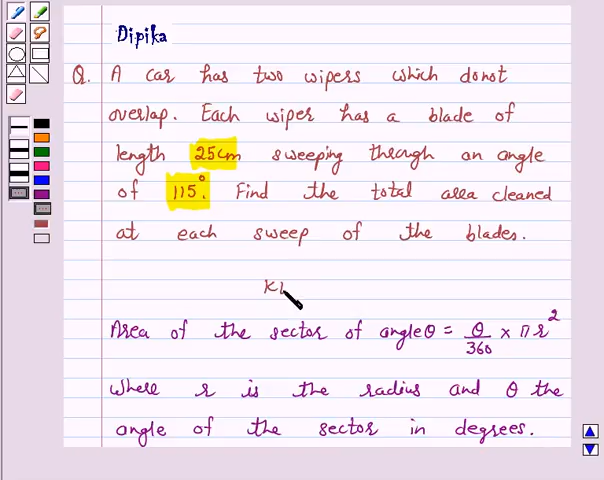 Dipika
Q. A car has two wipers which donot
overlap. Each wiper has a blade of
length 25cm sweeping through an angle
of 115°. Find the total area cleaned
at each sweep of the blades.
Area of the sector of angle θ = θ/360 × πr²
where r is the radius and θ the
angle of the sector in degrees.